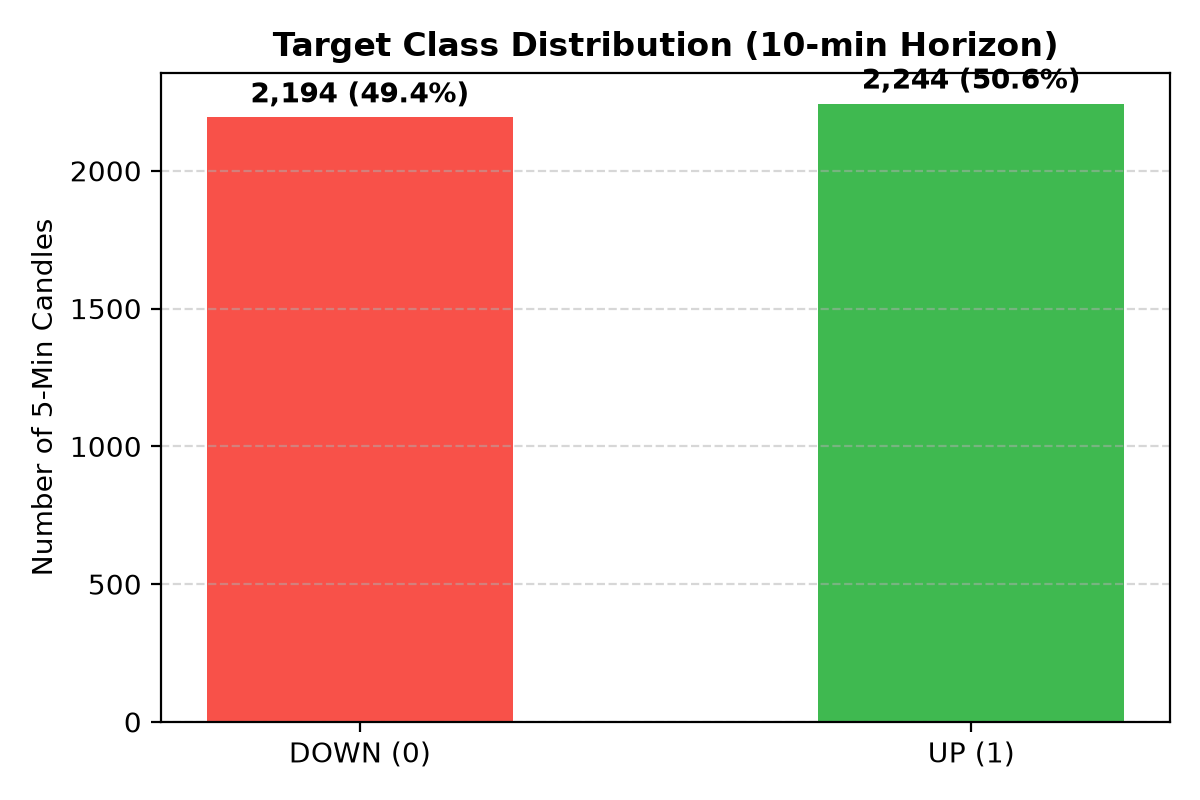 Target Class Distribution (10-min Horizon)
2,194 (49.4%)
2,244 (50.6%)
Number of 5-Min Candles
2000
1500
1000
500
0
DOWN (0)
UP (1)